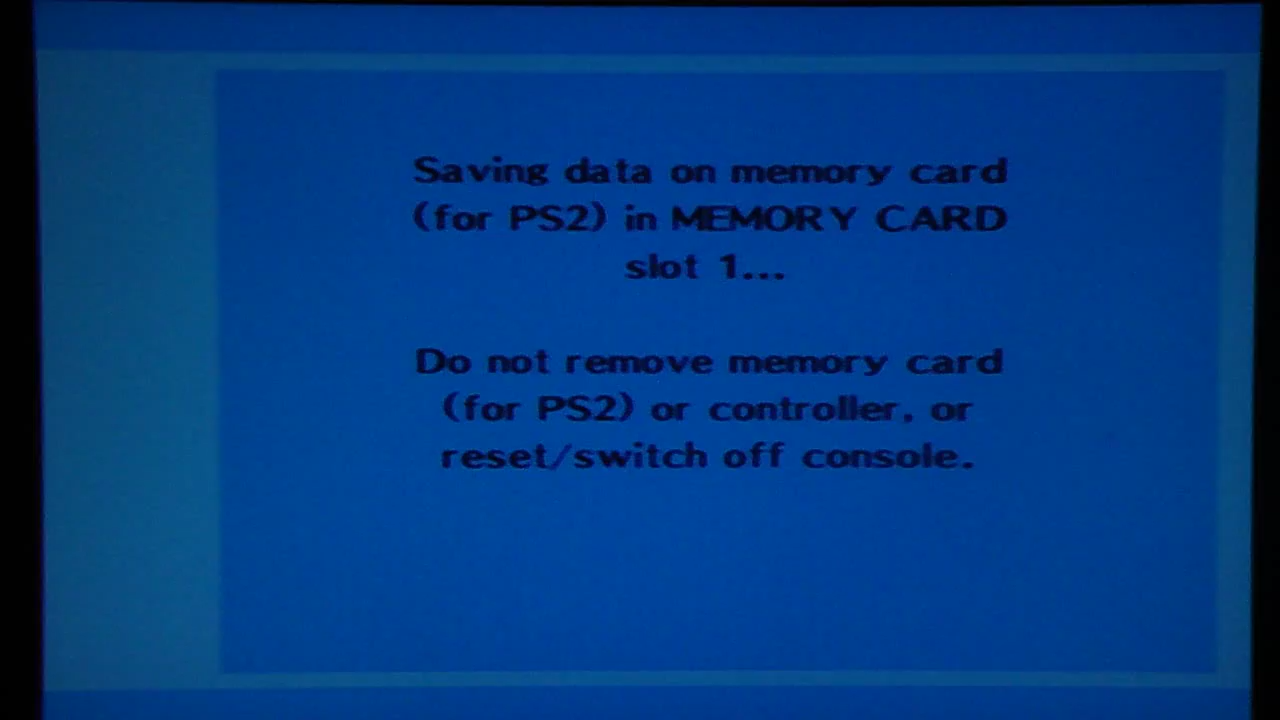 Saving data on memory card
(for PS2) in MEMORY CARD
slot 1...
Do not remove memory card
(for PS2) or controller, or
reset/switch off console.